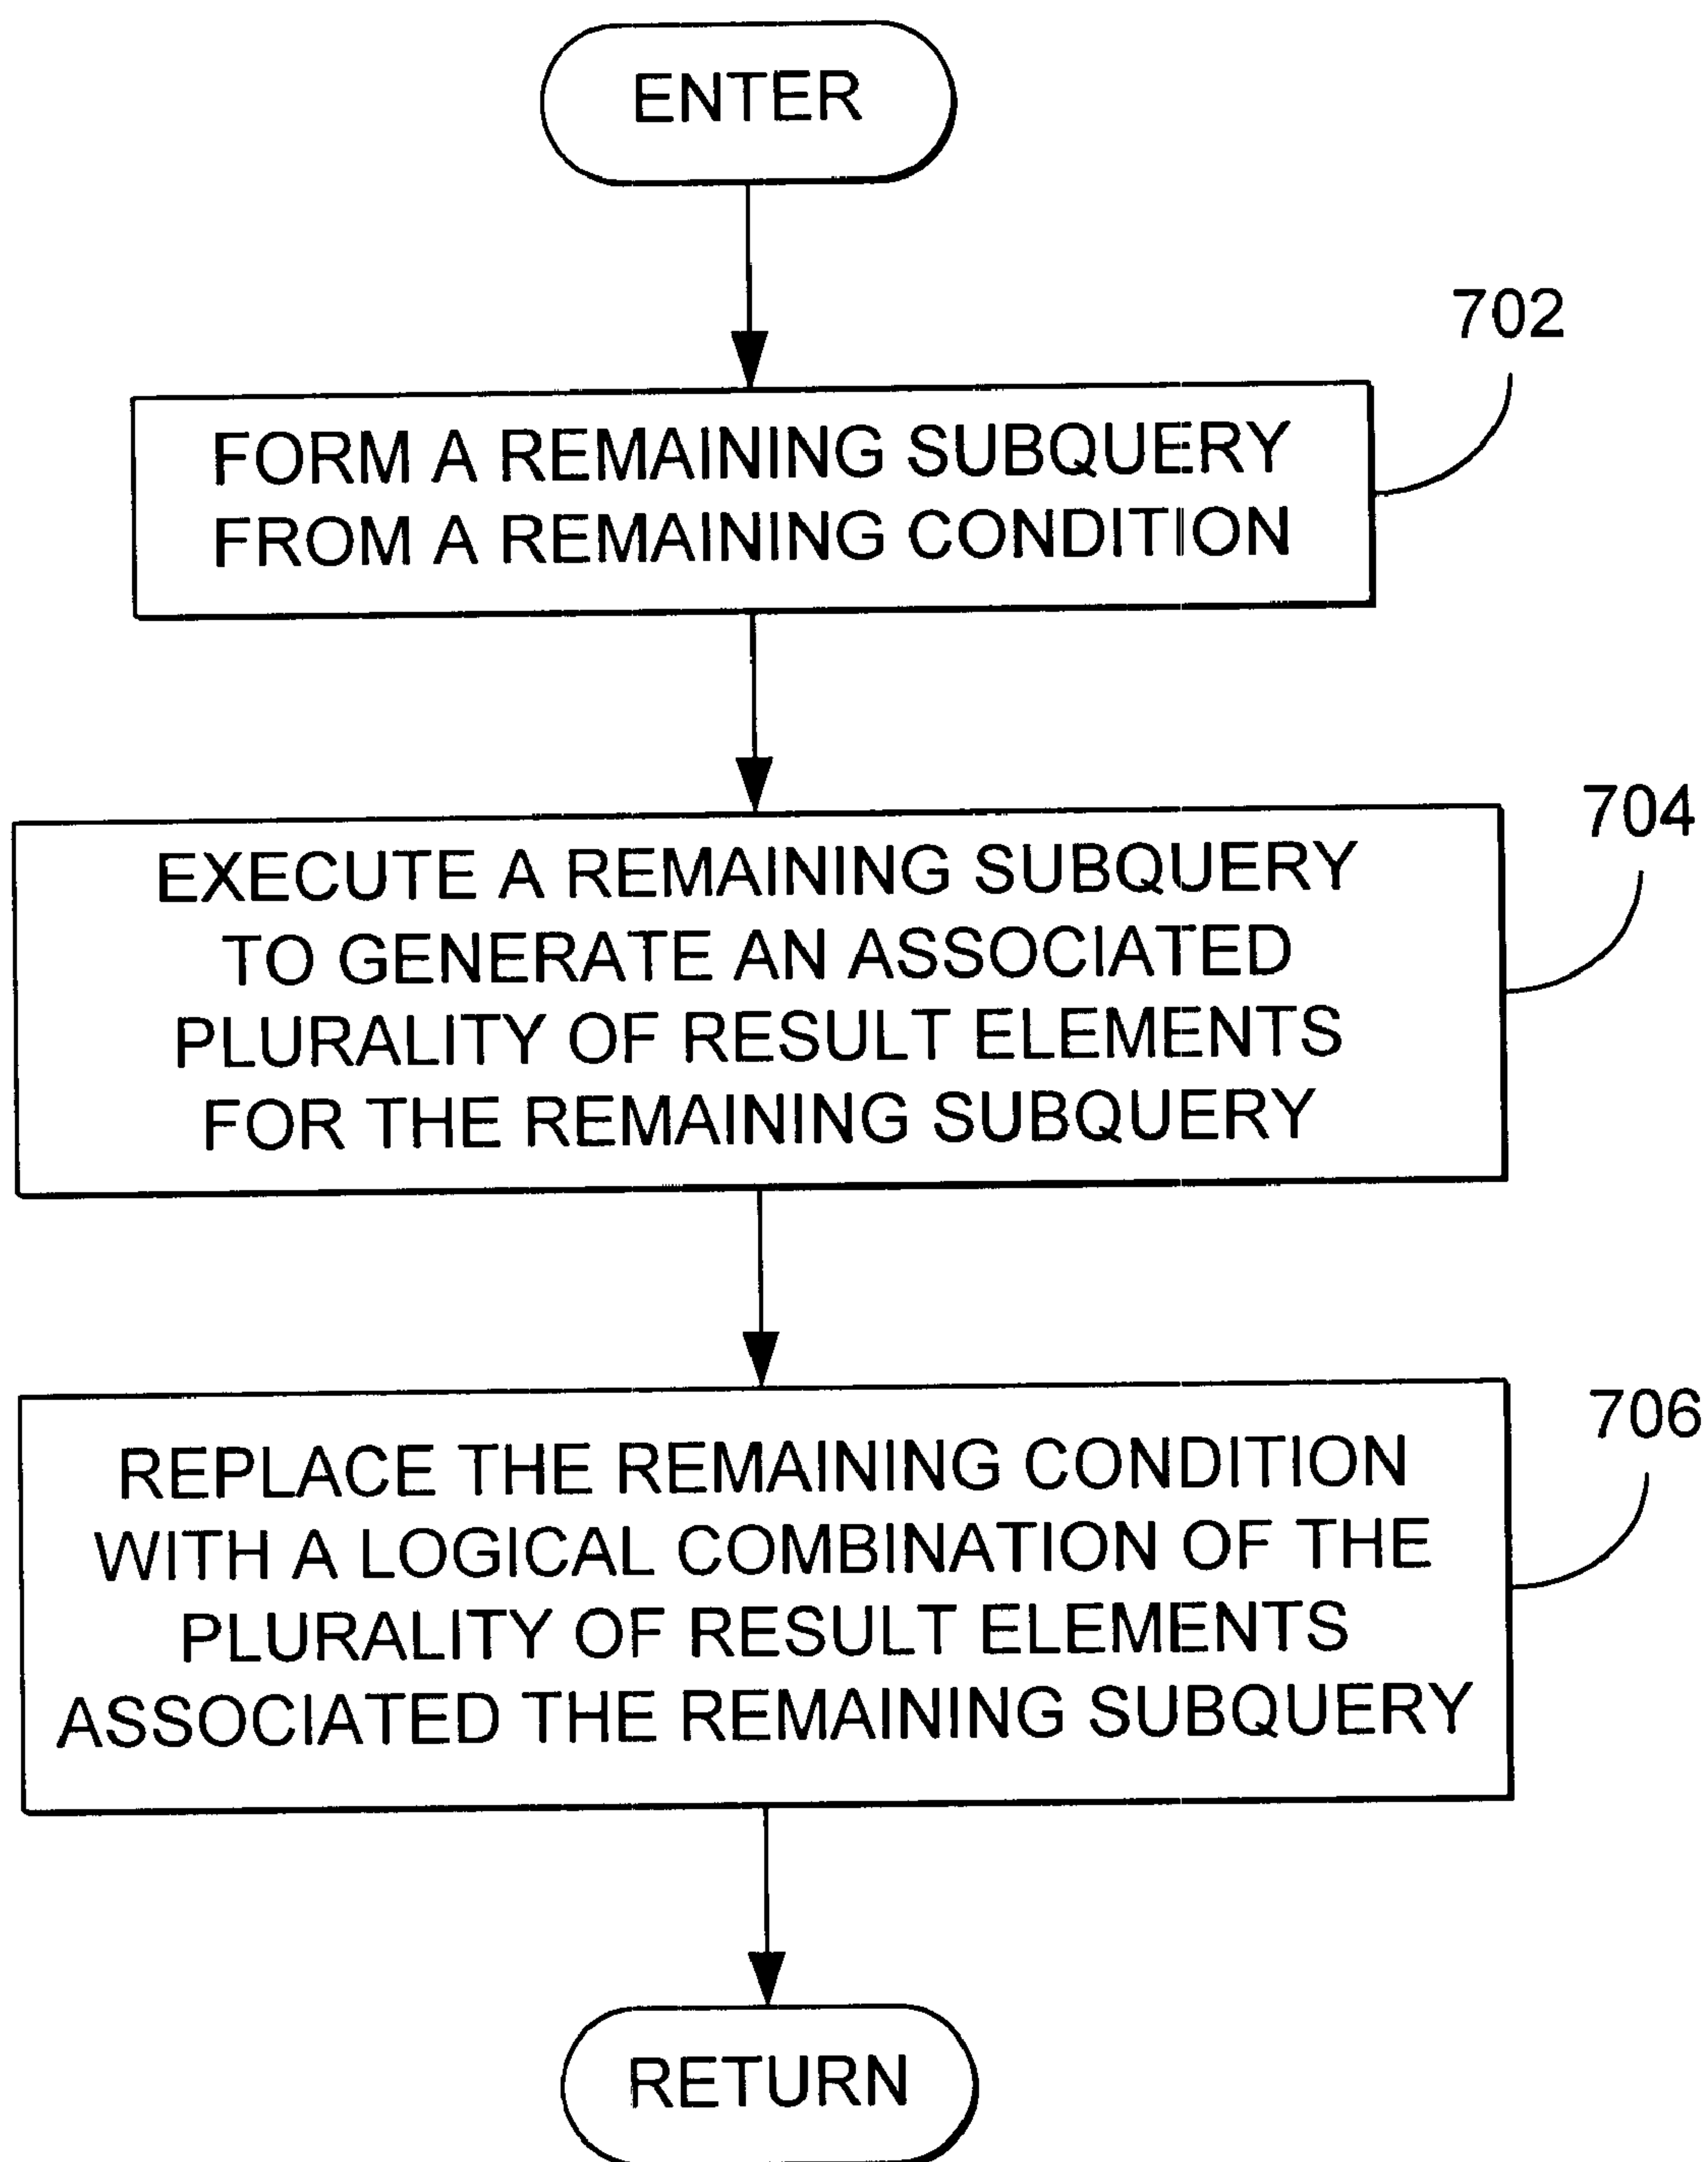 ENTER
702
FORM A REMAINING SUBQUERY
FROM A REMAINING CONDITION
704
EXECUTE A REMAINING SUBQUERY
TO GENERATE AN ASSOCIATED
PLURALITY OF RESULT ELEMENTS
FOR THE REMAINING SUBQUERY
706
REPLACE THE REMAINING CONDITION
WITH A LOGICAL COMBINATION OF THE
PLURALITY OF RESULT ELEMENTS
ASSOCIATED THE REMAINING SUBQUERY
RETURN